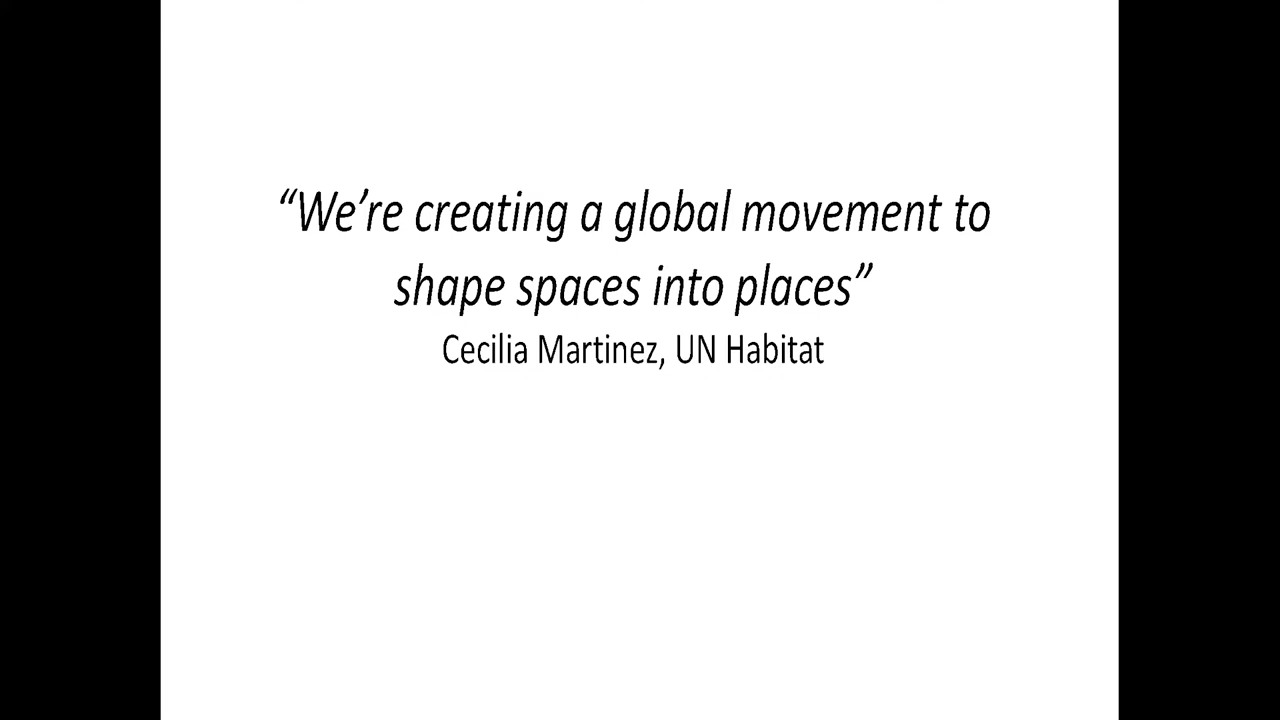 “We’re creating a global movement to
shape spaces into places”
Cecilia Martinez, UN Habitat